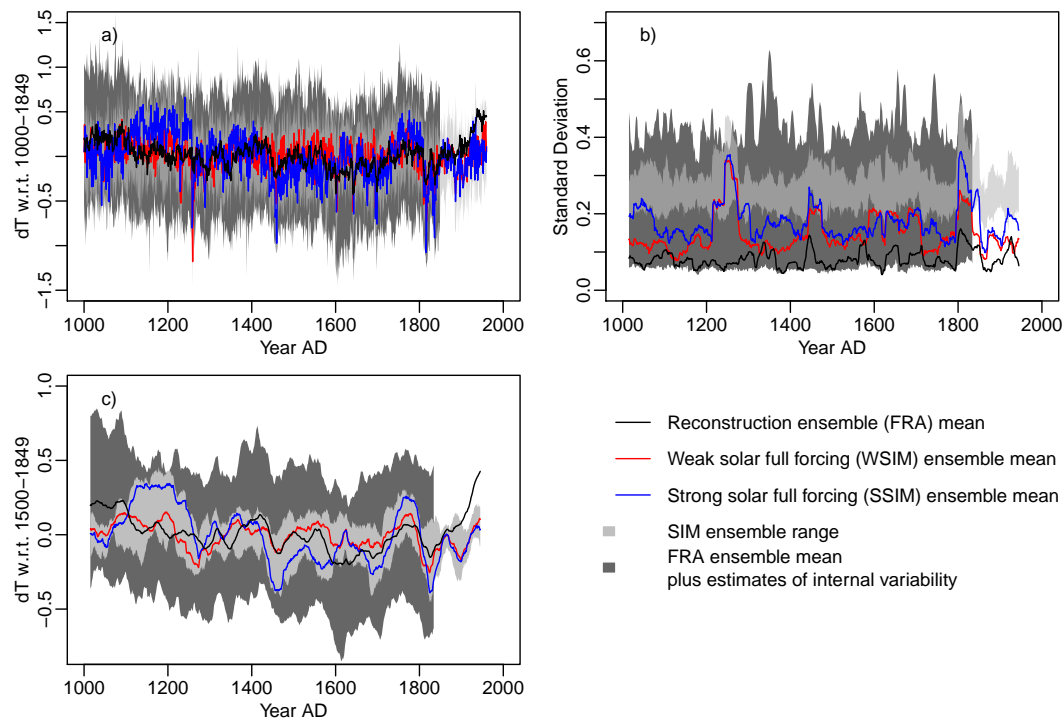 a)
dT w.r.t. 1000−1849
1.5
1.0
0.5
−0.5
−1.5
1000 1200 1400 1600 1800 2000
Year AD
b)
Standard Deviation
0.6
0.4
0.2
0.0
1000 1200 1400 1600 1800 2000
Year AD
c)
dT w.r.t. 1500−1849
1.0
0.5
0.0
−0.5
1000 1200 1400 1600 1800 2000
Year AD
Reconstruction ensemble (FRA) mean
Weak solar full forcing (WSIM) ensemble mean
Strong solar full forcing (SSIM) ensemble mean
SIM ensemble range
FRA ensemble mean
plus estimates of internal variability